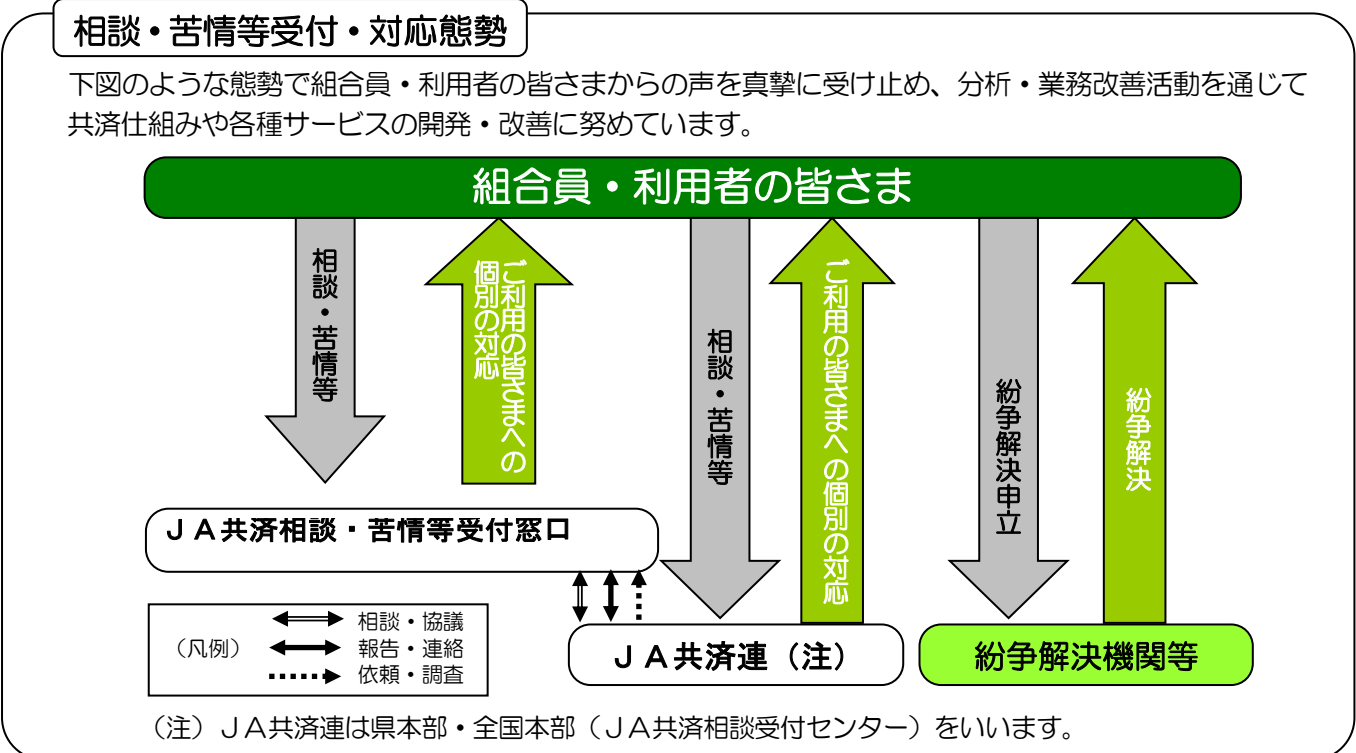 相談・苦情等受付・対応態勢
下図のような態勢で組合員・利用者の皆さまからの声を真摯に受け止め、分析・業務改善活動を通じて
共済仕組みや各種サービスの開発・改善に努めています。
組合員・利用者の皆さま
相談・苦情等
ご利用の皆さまへの
個別の対応
相談・苦情等
ご利用の皆さまへの個別の対応
紛争解決申立
紛争解決
ＪＡ共済相談・苦情等受付窓口
（凡例）
相談・協議
報告・連絡
依頼・調査
ＪＡ共済連（注）
紛争解決機関等
（注）ＪＡ共済連は県本部・全国本部（ＪＡ共済相談受付センター）をいいます。